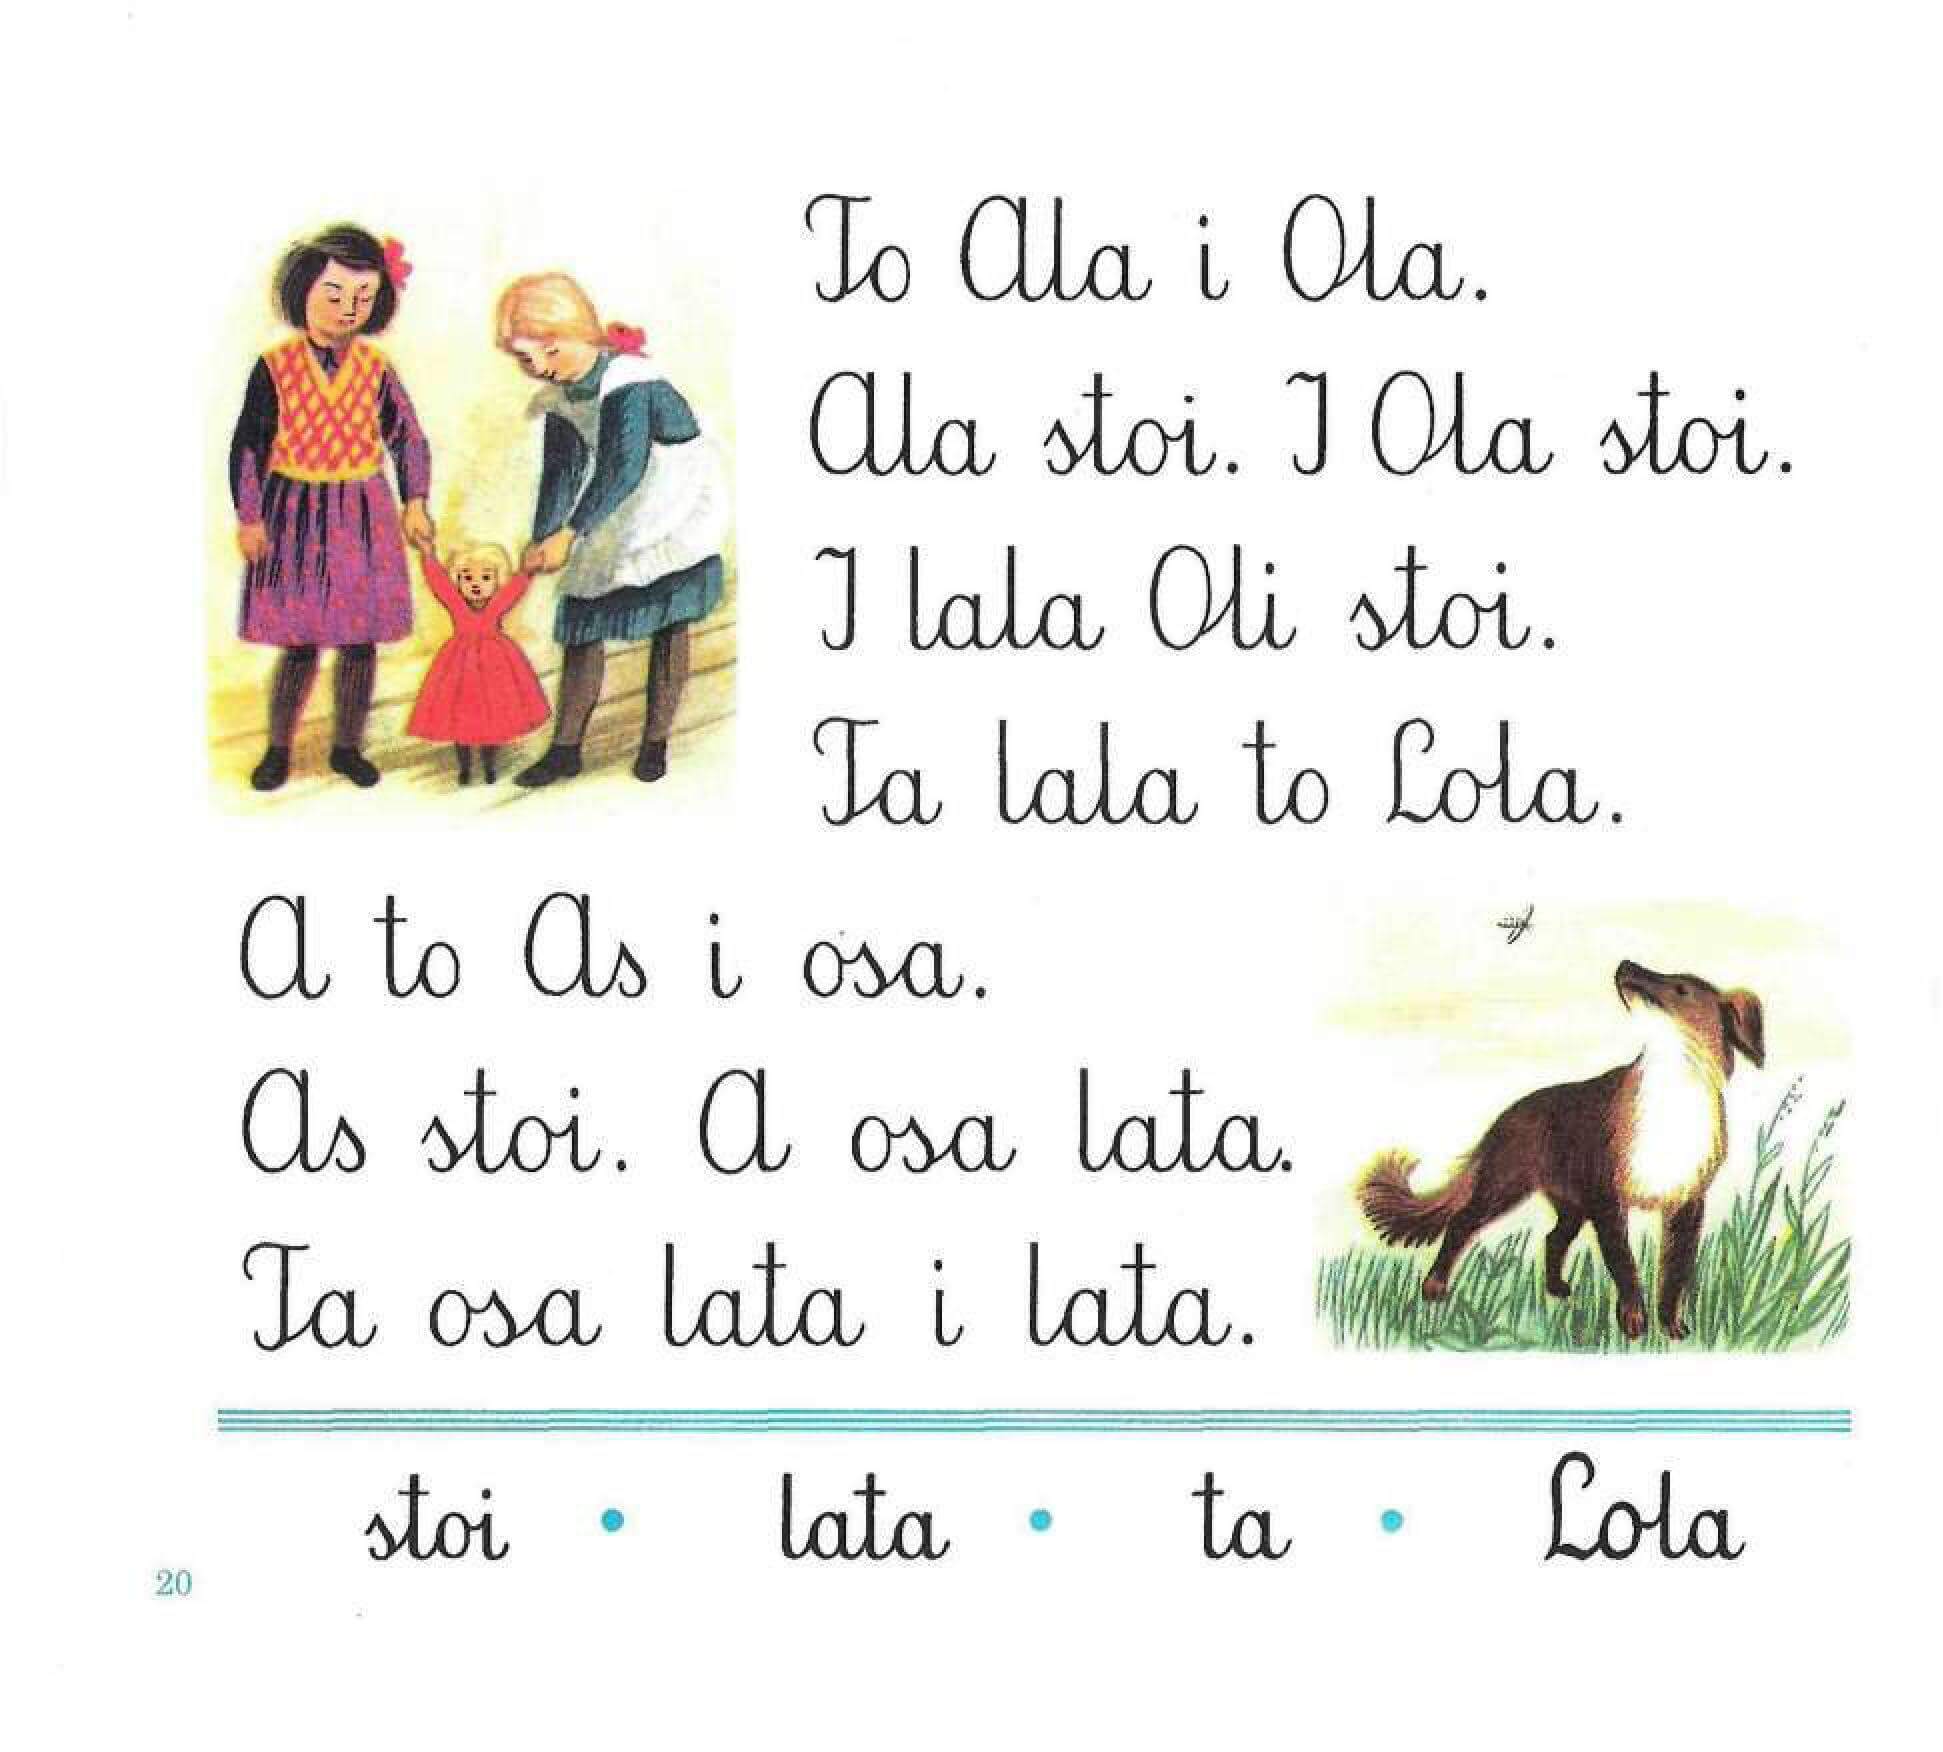 To Ala i Ola.
Ala stoi. I Ola stoi.
I lala Oli stoi.
Ta lala to Lola.
A to As i osa.
As stoi. A osa lata.
Ta osa lata i lata.
stoi • lata • ta • Lola
20